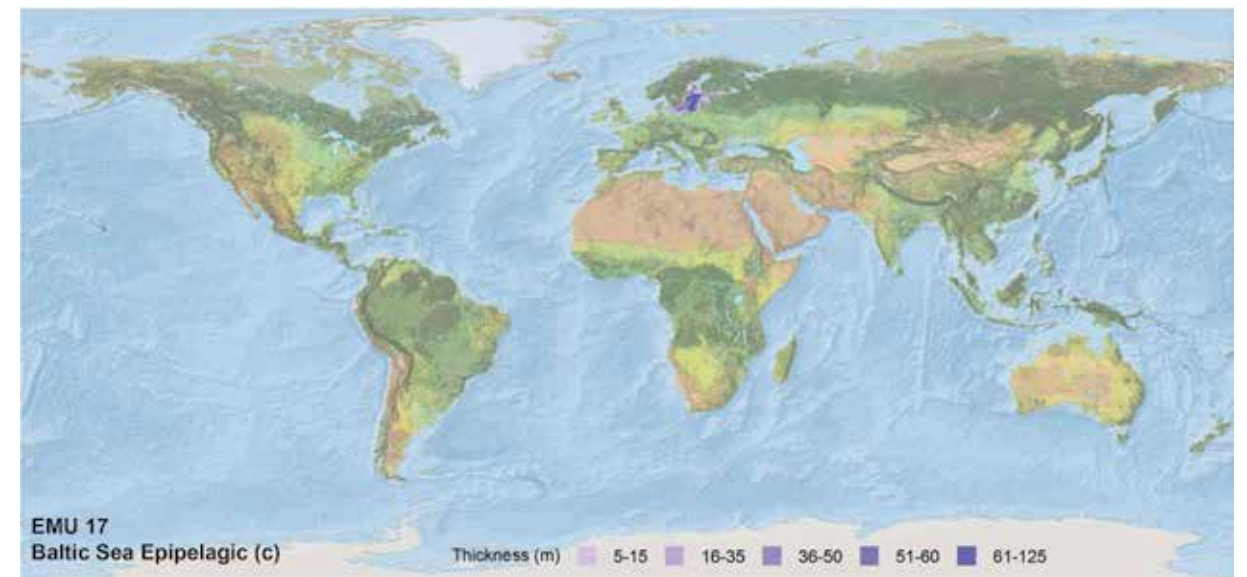 EMU 17
Baltic Sea Epipelagic (c)
Thickness (m) 5-15 16-35 36-50 51-60 61-125